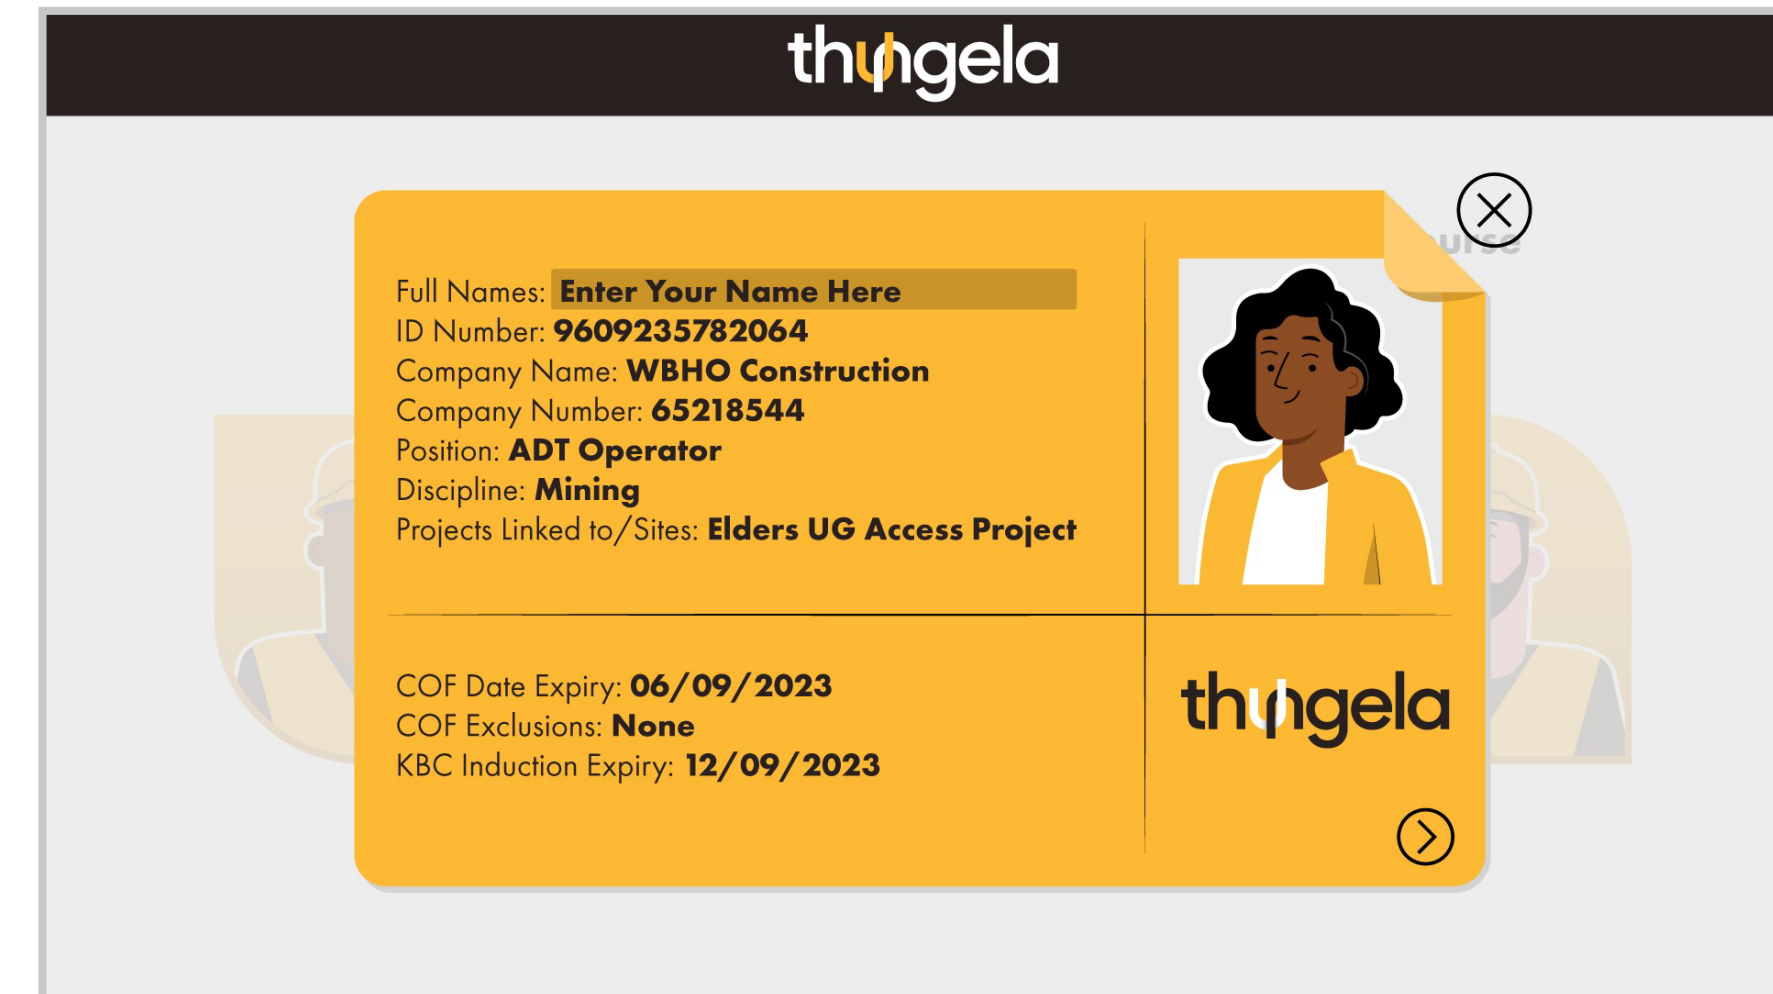 thungela
urse
Full Names: Enter Your Name Here
ID Number: 9609235782064
Company Name: WBHO Construction
Company Number: 65218544
Position: ADT Operator
Discipline: Mining
Projects Linked to/Sites: Elders UG Access Project
COF Date Expiry: 06/09/2023
COF Exclusions: None
KBC Induction Expiry: 12/09/2023
thungela